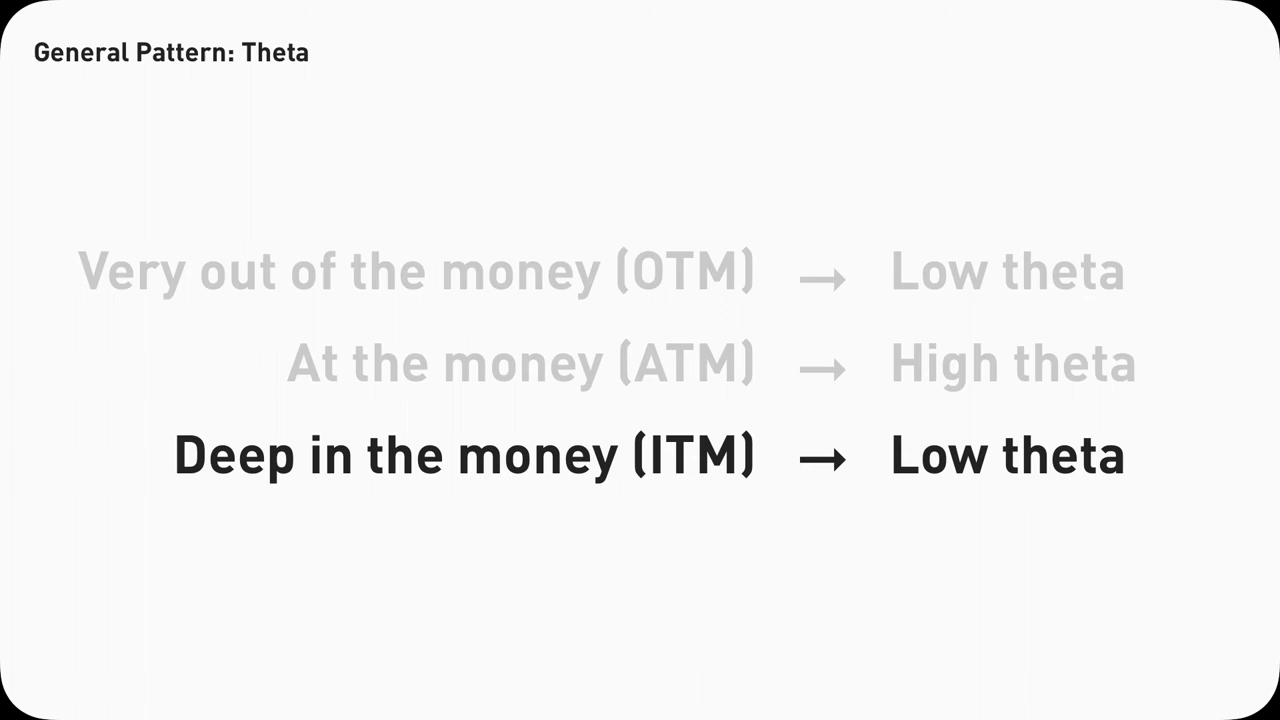 General Pattern: Theta
Very out of the money (OTM) → Low theta
At the money (ATM) → High theta
Deep in the money (ITM) → Low theta